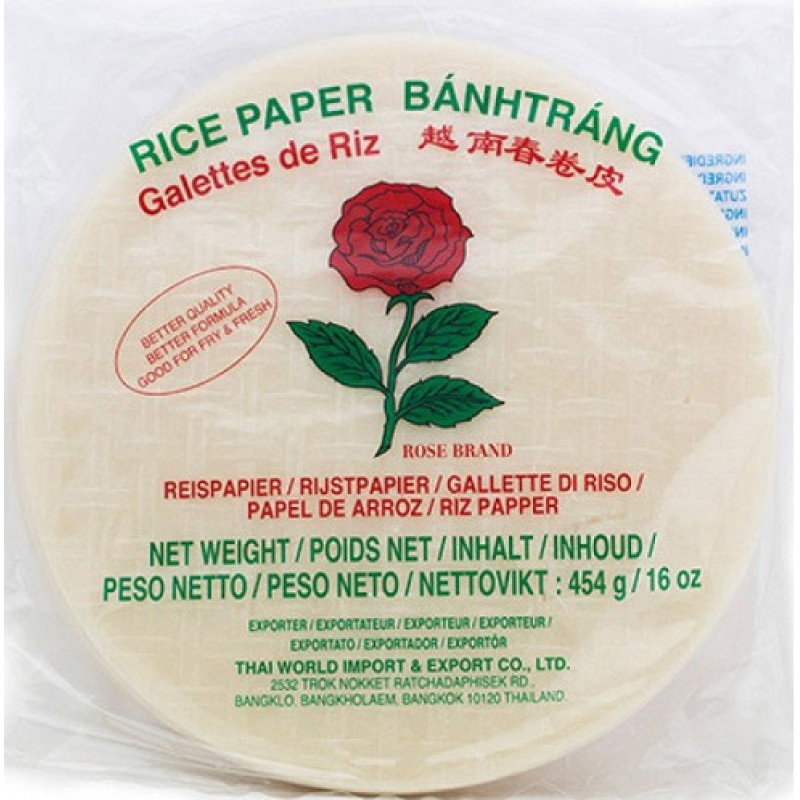 RICE PAPER BÁNHTRÁNG
Galettes de Riz 越南春卷皮
BETTER QUALITY
BETTER FORMULA
GOOD FOR FRY & FRESH
ROSE BRAND
REISPAPIER / RIJSTPAPIER / GALLETTE DI RISO /
PAPEL DE ARROZ / RIZ PAPPER
NET WEIGHT / POIDS NET / INHALT / INHOUD /
PESO NETTO / PESO NETO / NETTOVIKT : 454 g / 16 oz
EXPORTER / EXPORTATEUR / EXPORTEUR / EXPORTEUR /
EXPORTATO / EXPORTADOR / EXPORTÖR
THAI WORLD IMPORT & EXPORT CO., LTD.
2532 TROK NOKKET RATCHADAPHISEK RD.,
BANGKLO, BANGKHOLAEM, BANGKOK 10120 THAILAND.